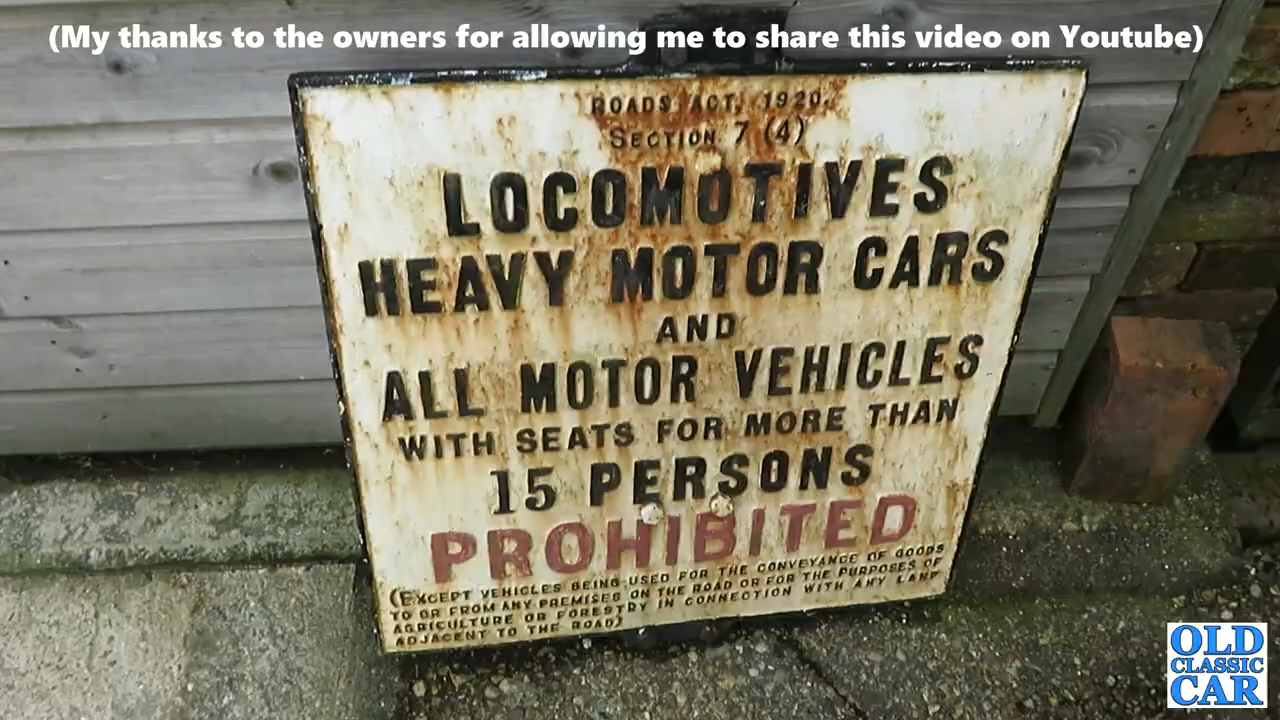 (My thanks to the owners for allowing me to share this video on Youtube)
ROADS ACT, 1920.
SECTION 7 (4)
LOCOMOTIVES
HEAVY MOTOR CARS
AND
ALL MOTOR VEHICLES
WITH SEATS FOR MORE THAN
15 PERSONS
PROHIBITED
(EXCEPT VEHICLES BEING USED FOR THE CONVEYANCE OF GOODS
TO OR FROM ANY PREMISES ON THE ROAD OR FOR THE PURPOSES OF
AGRICULTURE OR FORESTRY IN CONNECTION WITH ANY LAND
ADJACENT TO THE ROAD)
OLD
CLASSIC
CAR